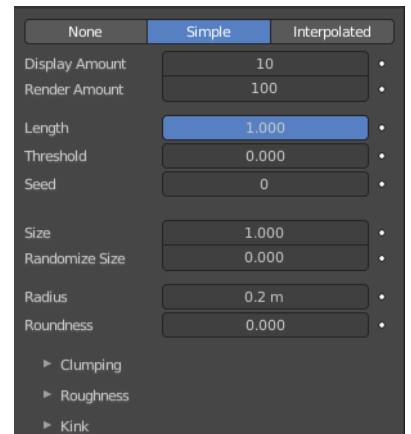 None Simple Interpolated
Display Amount 10
Render Amount 100
Length 1.000
Threshold 0.000
Seed 0
Size 1.000
Randomize Size 0.000
Radius 0.2 m
Roundness 0.000
Clumping
Roughness
Kink